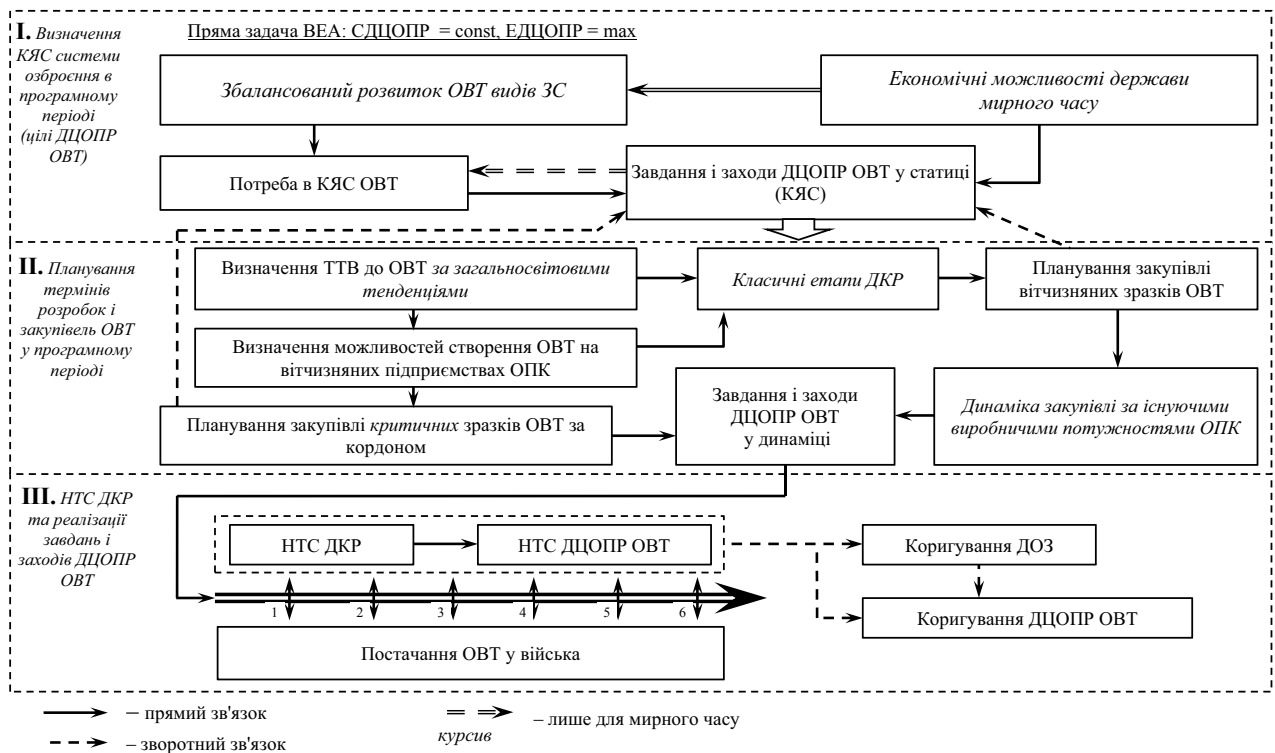 I. Визначення
КЯС системи
озброєння в
програмному
періоді
(цілі ДЦОПР
ОВТ)
Пряма задача ВЕА: СДЦОПР = const, ЕДЦОПР = max
Збалансований розвиток ОВТ видів ЗС
Економічні можливості держави
мирного часу
Потреба в КЯС ОВТ
Завдання і заходи ДЦОПР ОВТ у статиці
(КЯС)
II. Планування
термінів
розробок і
закупівель ОВТ
у програмному
періоді
Визначення ТТВ до ОВТ за загальносвітовими
тенденціями
Класичні етапи ДКР
Планування закупівлі
вітчизняних зразків ОВТ
Визначення можливостей створення ОВТ на
вітчизняних підприємствах ОПК
Планування закупівлі критичних зразків ОВТ за
кордоном
Завдання і заходи
ДЦОПР ОВТ
у динаміці
Динаміка закупівлі за існуючими
виробничими потужностями ОПК
III. НТС ДКР
та реалізації
завдань і
заходів ДЦОПР
ОВТ
НТС ДКР
НТС ДЦОПР ОВТ
Коригування ДОЗ
1 2 3 4 5 6
Коригування ДЦОПР ОВТ
Постачання ОВТ у війська
– прямий зв'язок
– зворотний зв'язок
курсив
– лише для мирного часу